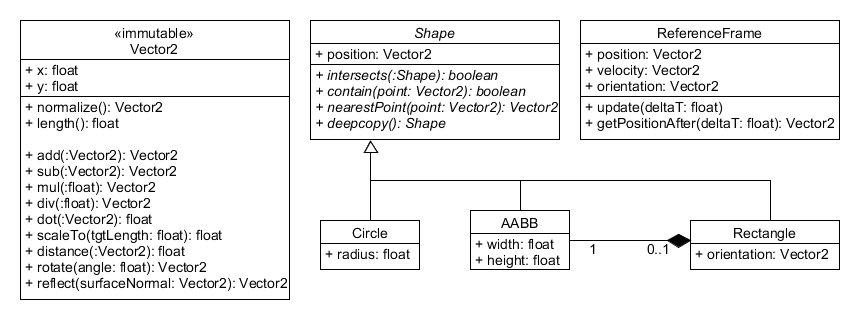 «immutable»
Vector2
+ x: float
+ y: float
+ normalize(): Vector2
+ length(): float
+ add(:Vector2): Vector2
+ sub(:Vector2): Vector2
+ mul(:float): Vector2
+ div(:float): Vector2
+ dot(:Vector2): float
+ scaleTo(tgtLength: float): float
+ distance(:Vector2): float
+ rotate(angle: float): Vector2
+ reflect(surfaceNormal: Vector2): Vector2
Shape
+ position: Vector2
+ intersects(:Shape): boolean
+ contain(point: Vector2): boolean
+ nearestPoint(point: Vector2): Vector2
+ deepcopy(): Shape
ReferenceFrame
+ position: Vector2
+ velocity: Vector2
+ orientation: Vector2
+ update(deltaT: float)
+ getPositionAfter(deltaT: float): Vector2
Circle
+ radius: float
AABB
+ width: float
+ height: float
1
0..1
Rectangle
+ orientation: Vector2